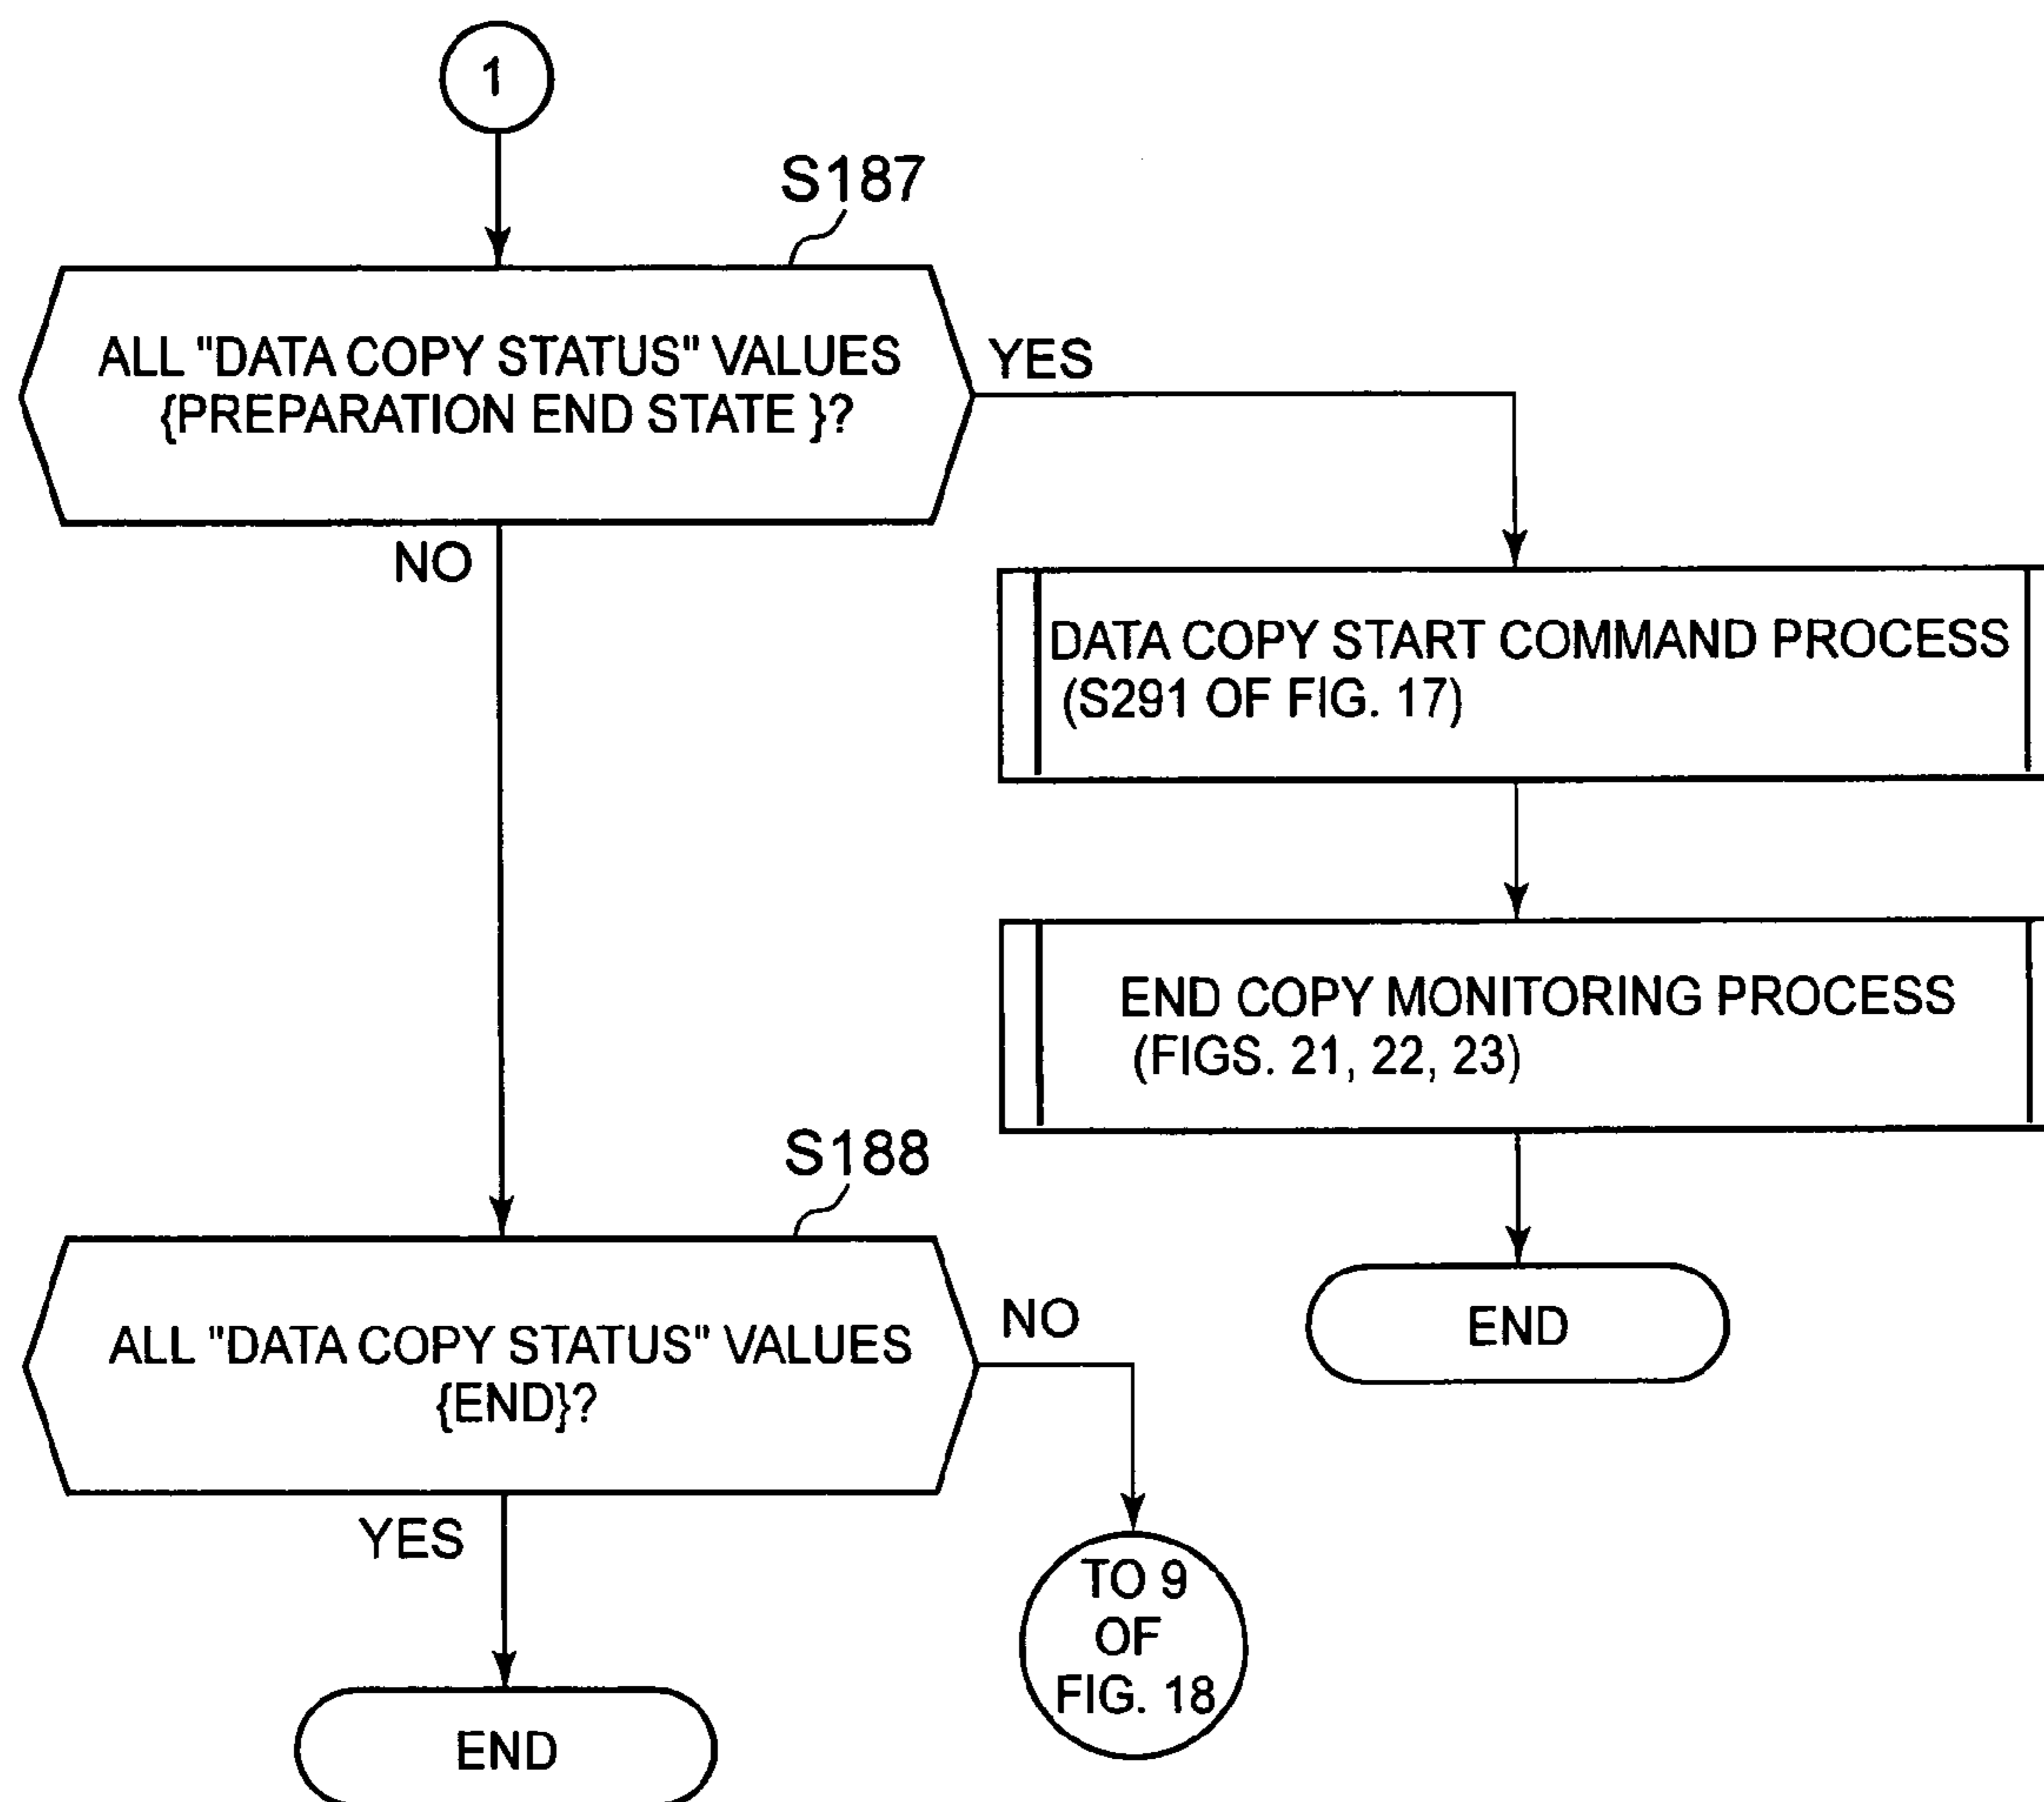 1
S187
ALL "DATA COPY STATUS" VALUES
{PREPARATION END STATE }?
YES
NO
DATA COPY START COMMAND PROCESS
(S291 OF FIG. 17)
END COPY MONITORING PROCESS
(FIGS. 21, 22, 23)
END
S188
ALL "DATA COPY STATUS" VALUES
{END}?
NO
YES
TO 9
OF
FIG. 18
END